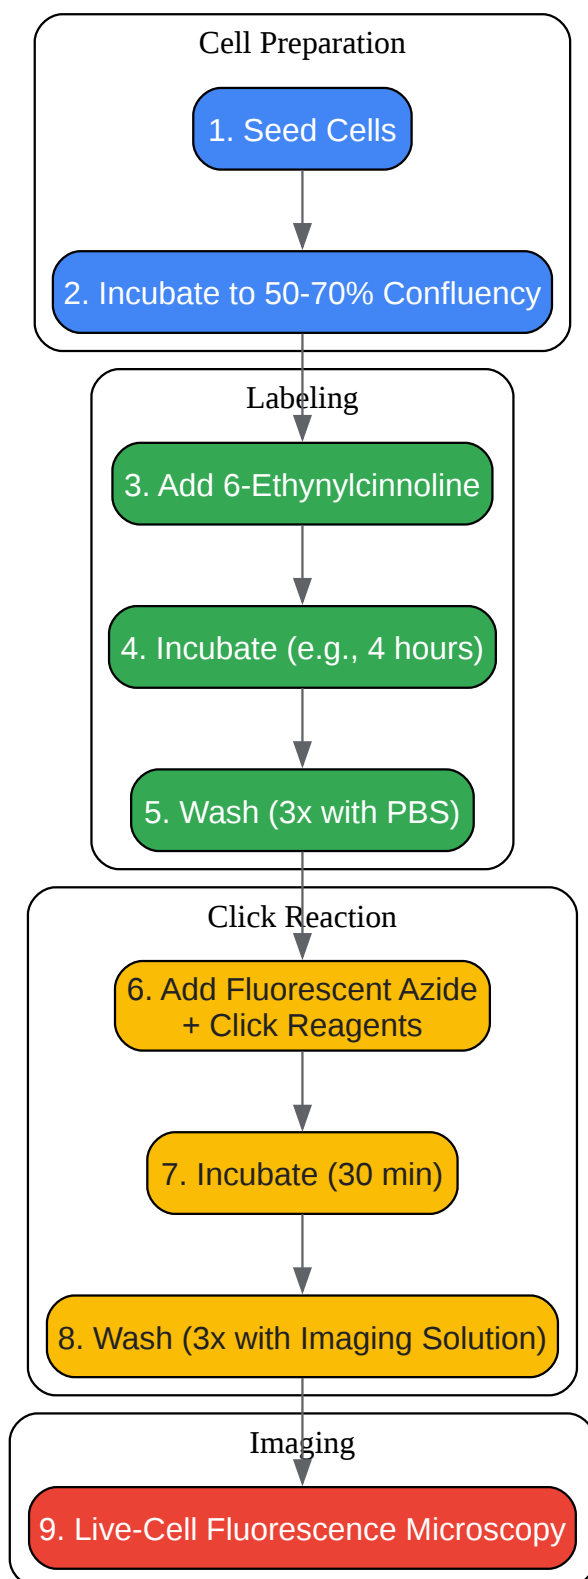 Cell Preparation
1. Seed Cells
2. Incubate to 50-70% Confluency
Labeling
3. Add 6-Ethynylcinnoline
4. Incubate (e.g., 4 hours)
5. Wash (3x with PBS)
Click Reaction
6. Add Fluorescent Azide
+ Click Reagents
7. Incubate (30 min)
8. Wash (3x with Imaging Solution)
Imaging
9. Live-Cell Fluorescence Microscopy